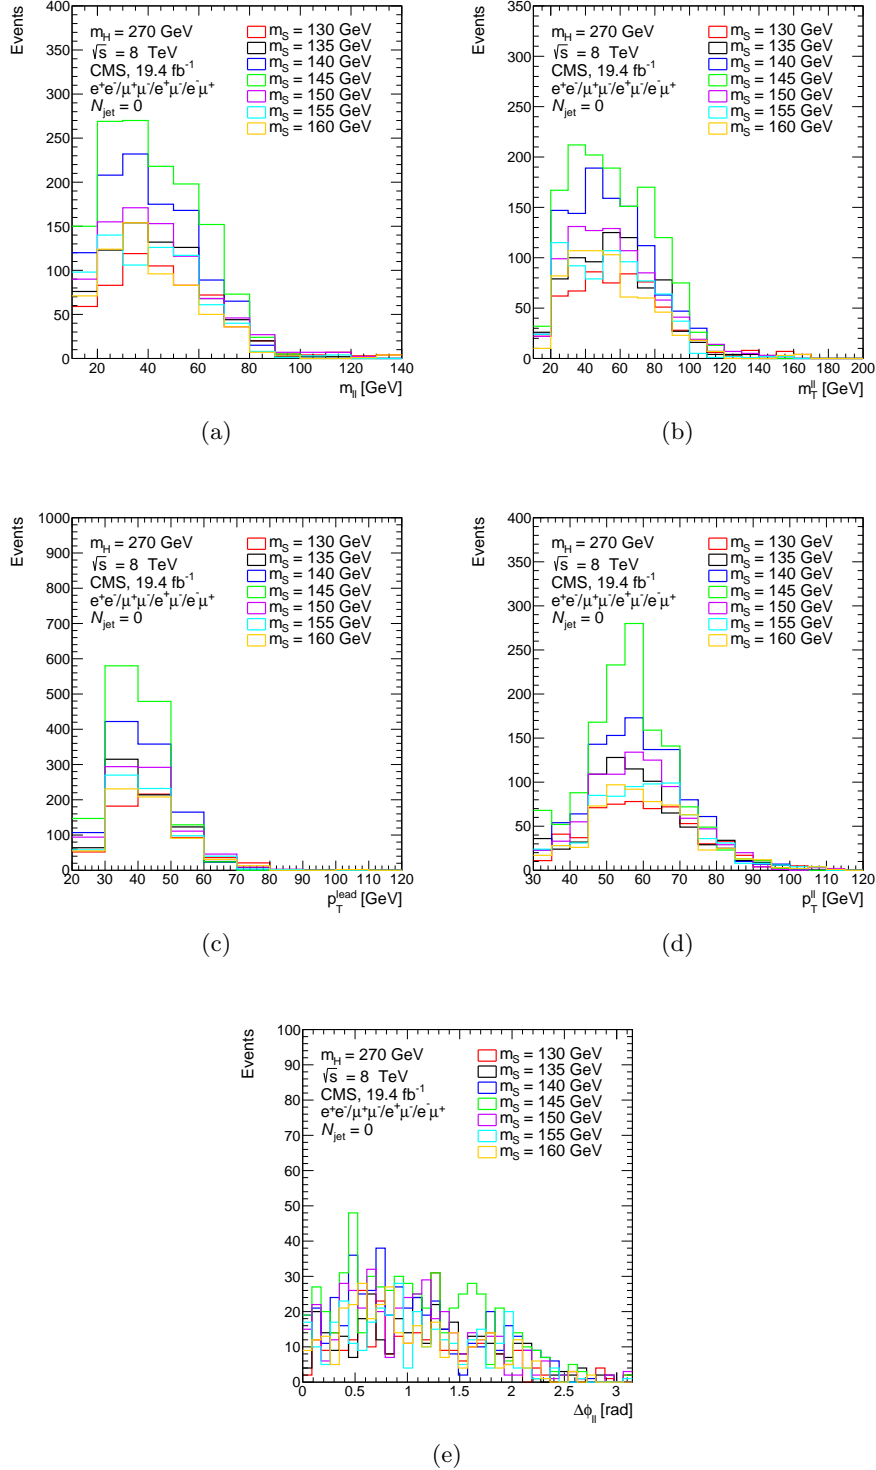 Events
400
350
300
250
200
150
100
50
0
m_H = 270 GeV
√s = 8 TeV
CMS, 19.4 fb⁻¹
e⁺e⁻/μ⁺μ⁻/e⁺μ⁻/e⁻μ⁺
N_jet = 0
m_S = 130 GeV
m_S = 135 GeV
m_S = 140 GeV
m_S = 145 GeV
m_S = 150 GeV
m_S = 155 GeV
m_S = 160 GeV
20 40 60 80 100 120 140
m_ll [GeV]
(a)
Events
350
300
250
200
150
100
50
0
m_H = 270 GeV
√s = 8 TeV
CMS, 19.4 fb⁻¹
e⁺e⁻/μ⁺μ⁻/e⁺μ⁻/e⁻μ⁺
N_jet = 0
m_S = 130 GeV
m_S = 135 GeV
m_S = 140 GeV
m_S = 145 GeV
m_S = 150 GeV
m_S = 155 GeV
m_S = 160 GeV
20 40 60 80 100 120 140 160 180 200
m_T^ll [GeV]
(b)
Events
1000
900
800
700
600
500
400
300
200
100
0
m_H = 270 GeV
√s = 8 TeV
CMS, 19.4 fb⁻¹
e⁺e⁻/μ⁺μ⁻/e⁺μ⁻/e⁻μ⁺
N_jet = 0
m_S = 130 GeV
m_S = 135 GeV
m_S = 140 GeV
m_S = 145 GeV
m_S = 150 GeV
m_S = 155 GeV
m_S = 160 GeV
20 30 40 50 60 70 80 90 100 110 120
p_T^lead [GeV]
(c)
Events
400
350
300
250
200
150
100
50
0
m_H = 270 GeV
√s = 8 TeV
CMS, 19.4 fb⁻¹
e⁺e⁻/μ⁺μ⁻/e⁺μ⁻/e⁻μ⁺
N_jet = 0
m_S = 130 GeV
m_S = 135 GeV
m_S = 140 GeV
m_S = 145 GeV
m_S = 150 GeV
m_S = 155 GeV
m_S = 160 GeV
30 40 50 60 70 80 90 100 110 120
p_T^ll [GeV]
(d)
Events
100
90
80
70
60
50
40
30
20
10
0
m_H = 270 GeV
√s = 8 TeV
CMS, 19.4 fb⁻¹
e⁺e⁻/μ⁺μ⁻/e⁺μ⁻/e⁻μ⁺
N_jet = 0
m_S = 130 GeV
m_S = 135 GeV
m_S = 140 GeV
m_S = 145 GeV
m_S = 150 GeV
m_S = 155 GeV
m_S = 160 GeV
0 0.5 1 1.5 2 2.5 3
Δϕ_ll [rad]
(e)